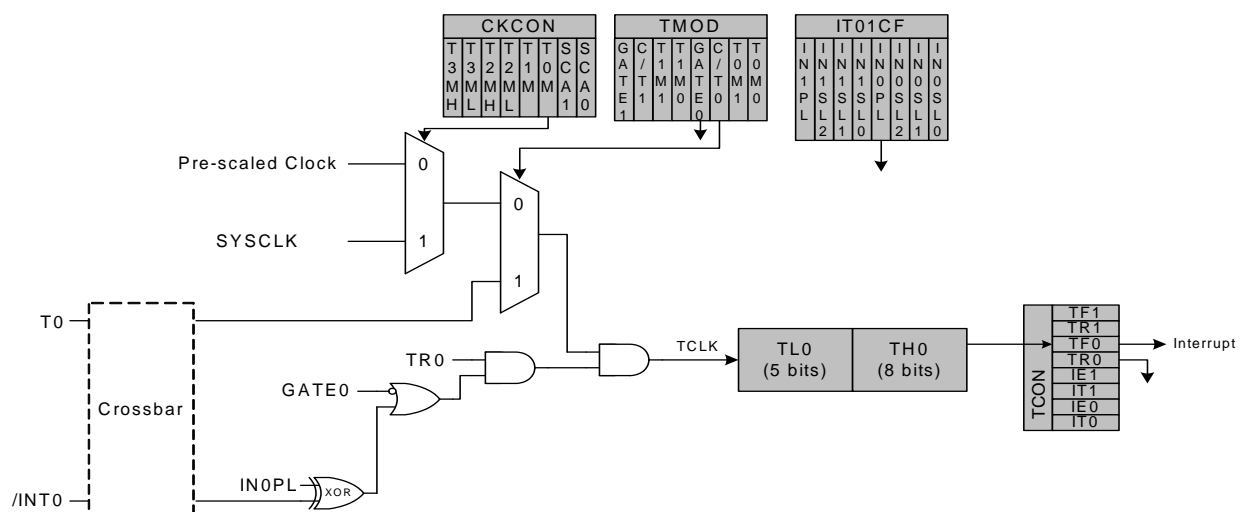 CKCON
T3MH
T3ML
T2MH
T2ML
T1M
T0M
SCA1
SCA0
TMOD
GATE1
C/T1
T1M1
T1M0
GATE0
C/T0
T0M1
T0M0
IT01CF
IN1PL
IN1SL2
IN1SL1
IN1SL0
IN0PL
IN0SL2
IN0SL1
IN0SL0
Pre-scaled Clock
0
SYSCLK
1
0
1
T0
Crossbar
/INT0
TR0
GATE0
IN0PL
XOR
TCLK
TL0
(5 bits)
TH0
(8 bits)
TCON
TF1
TR1
TF0
TR0
IE1
IT1
IE0
IT0
Interrupt